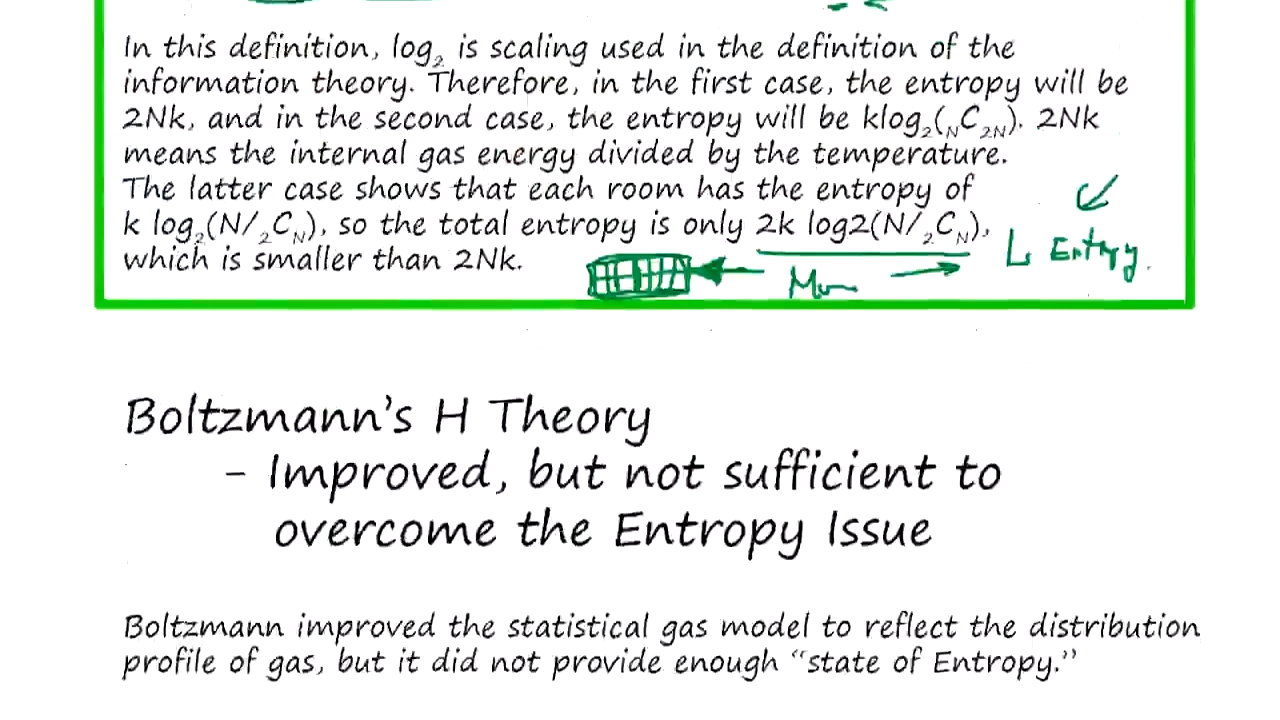 In this definition, log₂ is scaling used in the definition of the
information theory. Therefore, in the first case, the entropy will be
2Nk, and in the second case, the entropy will be klog₂(ₙC₂ₙ). 2Nk
means the internal gas energy divided by the temperature.
The latter case shows that each room has the entropy of
k log₂(N/₂Cₙ), so the total entropy is only 2k log2(N/₂Cₙ),
which is smaller than 2Nk.
Entropy.
Boltzmann's H Theory
- Improved, but not sufficient to
overcome the Entropy Issue
Boltzmann improved the statistical gas model to reflect the distribution
profile of gas, but it did not provide enough “state of Entropy.”